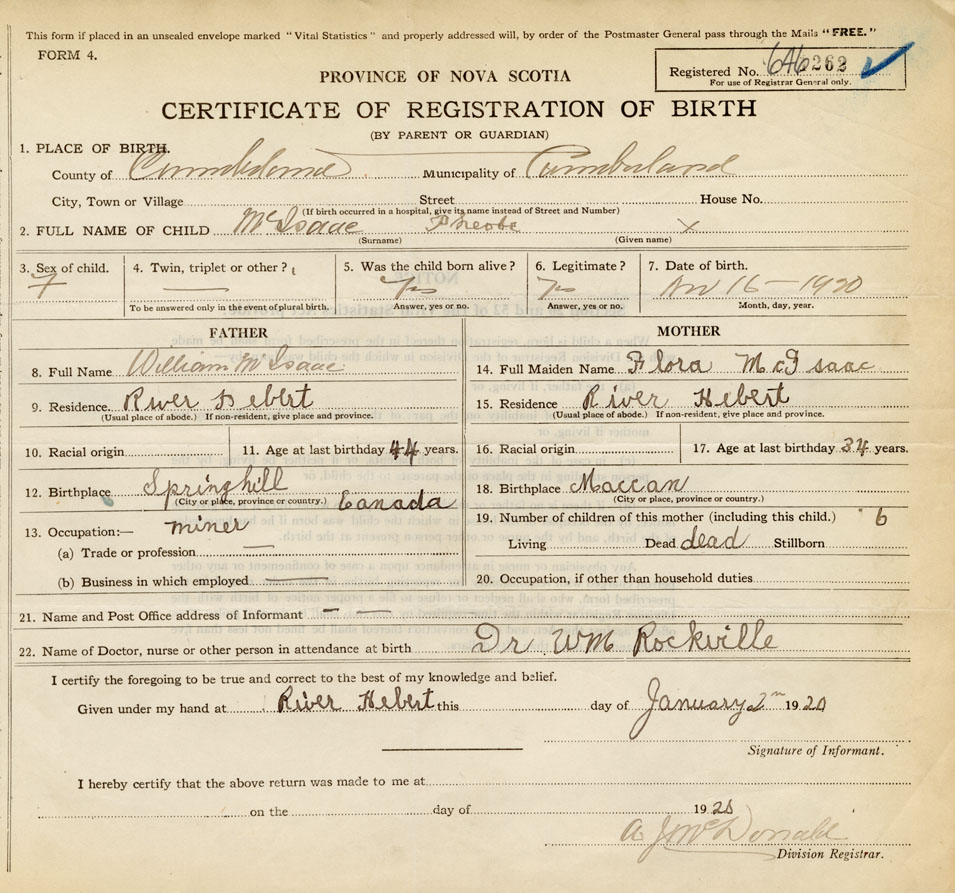 This form if placed in an unsealed envelope marked "Vital Statistics" and properly addressed will, by order of the Postmaster General pass through the Mails "FREE."
FORM 4.
Registered No. 646262
For use of Registrar General only.
PROVINCE OF NOVA SCOTIA
CERTIFICATE OF REGISTRATION OF BIRTH
(BY PARENT OR GUARDIAN)
1. PLACE OF BIRTH.
County of Cumberland Municipality of Cumberland
City, Town or Village Street House No.
(If birth occurred in a hospital, give its name instead of Street and Number)
2. FULL NAME OF CHILD McIsaac Pheobe X
(Surname) (Given name)
3. Sex of child. 4. Twin, triplet or other? 5. Was the child born alive? 6. Legitimate? 7. Date of birth.
F — Yes Yes Nov 16 — 1920
To be answered only in the event of plural birth. Answer, yes or no. Answer, yes or no. Month, day, year.
FATHER MOTHER
8. Full Name William McIsaac 14. Full Maiden Name Flora McIsaac
9. Residence. River Hebert 15. Residence River Hebert
(Usual place of abode.) If non-resident, give place and province. (Usual place of abode.) If non-resident, give place and province.
10. Racial origin 11. Age at last birthday 44 years. 16. Racial origin 17. Age at last birthday 34 years.
12. Birthplace Springhill Canada 18. Birthplace Maccan
(City or place, province or country.) (City or place, province or country.)
13. Occupation:— miner 19. Number of children of this mother (including this child.) 6
(a) Trade or profession — Living Dead dead Stillborn
(b) Business in which employed — 20. Occupation, if other than household duties
21. Name and Post Office address of Informant — —
22. Name of Doctor, nurse or other person in attendance at birth Dr WM Rockville
I certify the foregoing to be true and correct to the best of my knowledge and belief.
Given under my hand at River Hebert this day of January 2 1920
Signature of Informant.
I hereby certify that the above return was made to me at
on the day of 19
A J McDonald
Division Registrar.